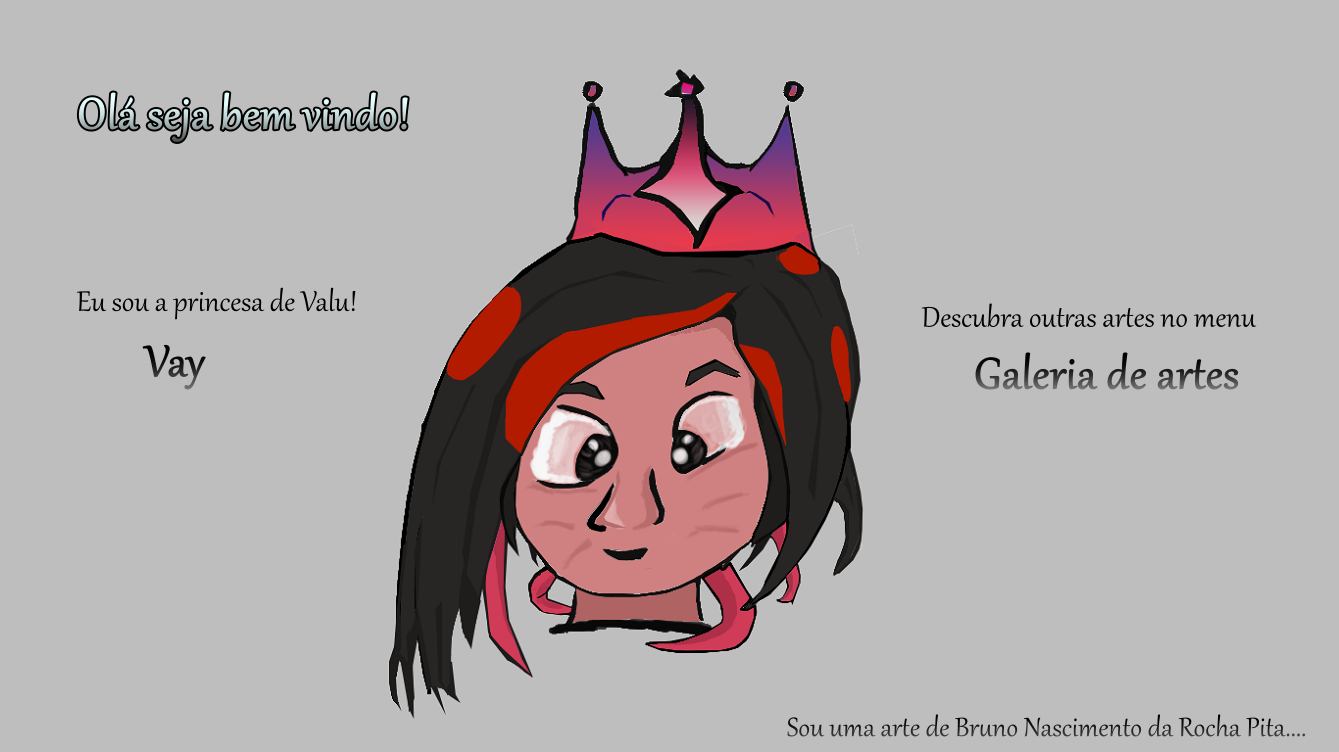 Olá seja bem vindo!
Eu sou a princesa de Valu!
Vay
Descubra outras artes no menu
Galeria de artes
Sou uma arte de Bruno Nascimento da Rocha Pita....